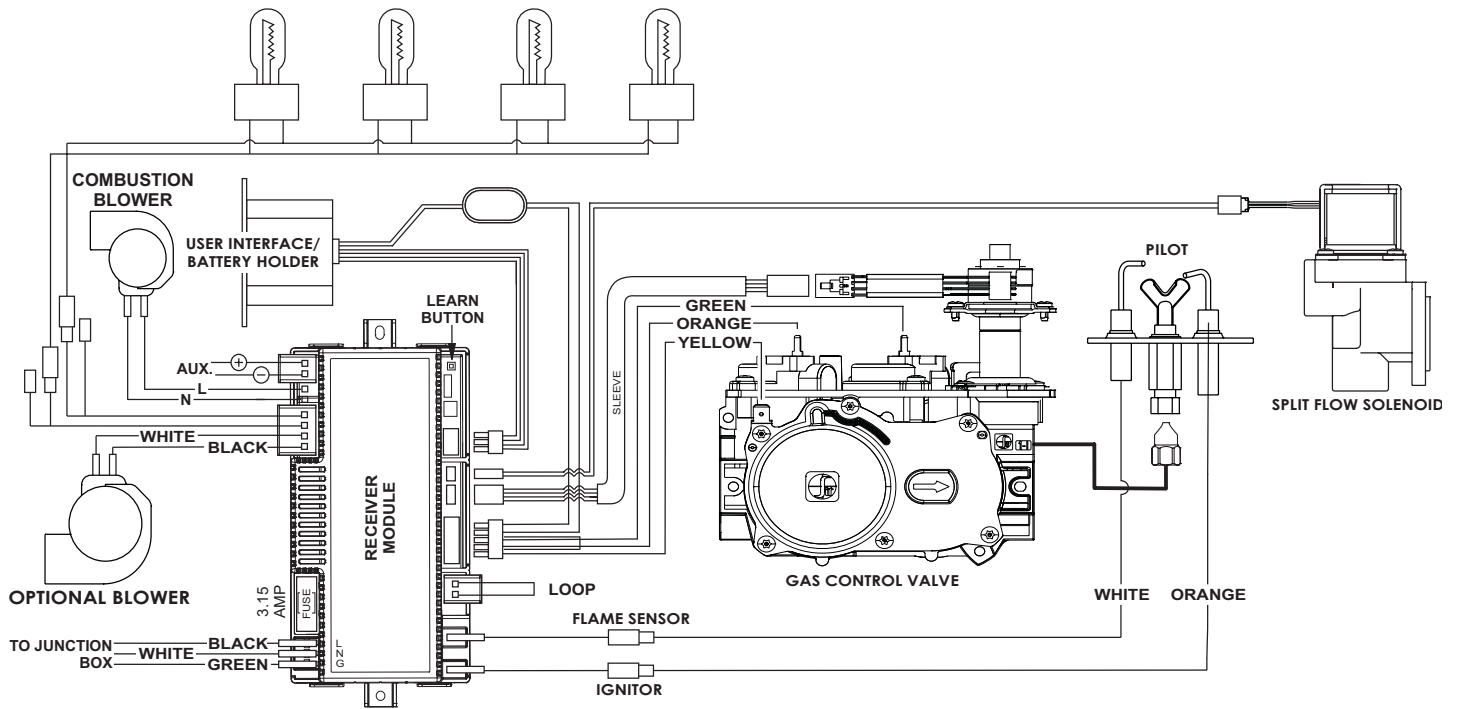 COMBUSTION
BLOWER
USER INTERFACE/
BATTERY HOLDER
PILOT
LEARN
BUTTON
GREEN
ORANGE
YELLOW
SLEEVE
SPLIT FLOW SOLENOID
AUX.
+
−
L
N
WHITE
BLACK
OPTIONAL BLOWER
RECEIVER
MODULE
GAS CONTROL VALVE
3.15
AMP
FUSE
LOOP
WHITE
ORANGE
FLAME SENSOR
IGNITOR
TO JUNCTION
BOX
BLACK
WHITE
GREEN
L
N
G